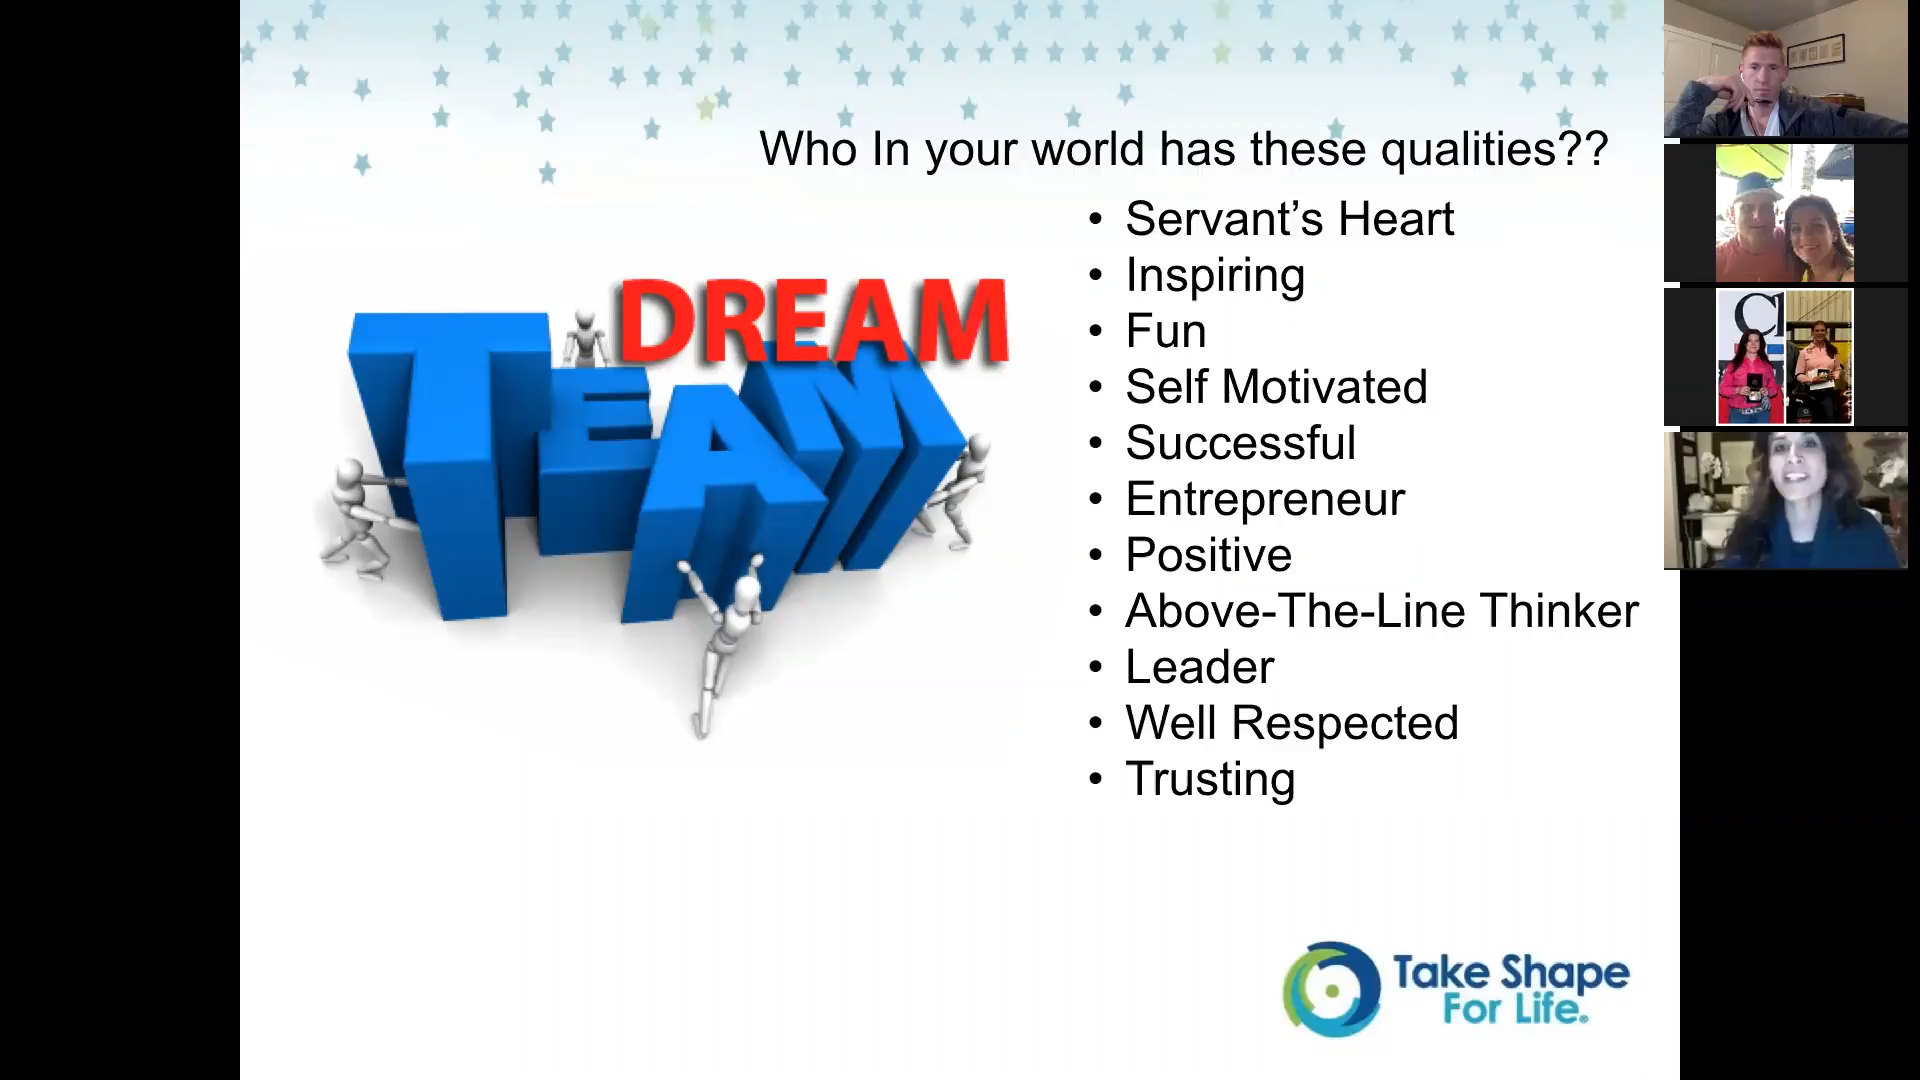 Who In your world has these qualities??
DREAM
TEAM
• Servant’s Heart
• Inspiring
• Fun
• Self Motivated
• Successful
• Entrepreneur
• Positive
• Above-The-Line Thinker
• Leader
• Well Respected
• Trusting
Take Shape
For Life®